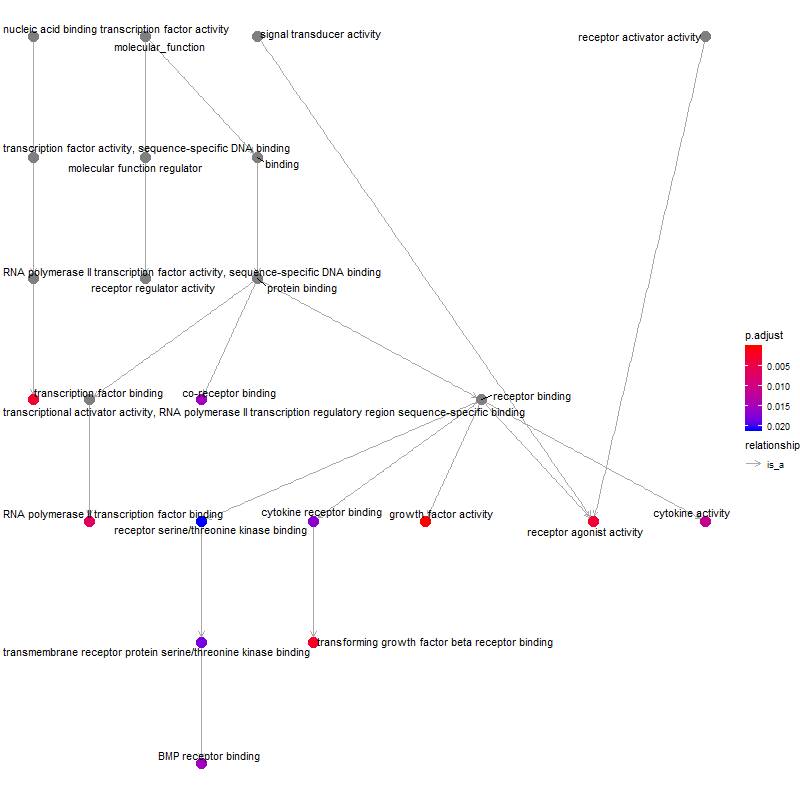 nucleic acid binding transcription factor activity
signal transducer activity
receptor activator activity
molecular_function
transcription factor activity, sequence-specific DNA binding
binding
molecular function regulator
RNA polymerase II transcription factor activity, sequence-specific DNA binding
receptor regulator activity
protein binding
p.adjust
0.005
0.010
0.015
0.020
relationship
is_a
transcription factor binding
co-receptor binding
receptor binding
transcriptional activator activity, RNA polymerase II transcription regulatory region sequence-specific binding
RNA polymerase II transcription factor binding
cytokine receptor binding
growth factor activity
cytokine activity
receptor serine/threonine kinase binding
receptor agonist activity
transforming growth factor beta receptor binding
transmembrane receptor protein serine/threonine kinase binding
BMP receptor binding